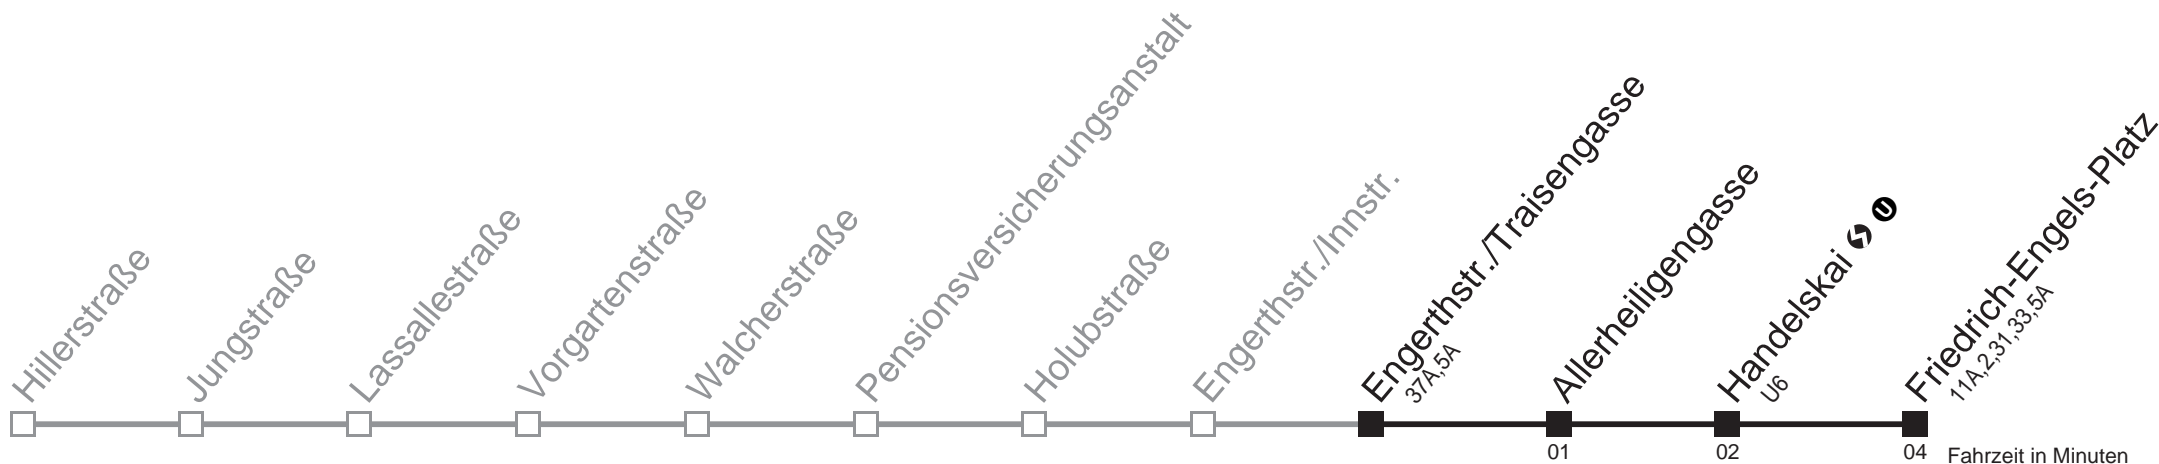 Hillerstraße
Jungstraße
Lassallestraße
Vorgartenstraße
Walcherstraße
Pensionsversicherungsanstalt
Holubstraße
Engerthstr./Innstr.
Engerthstr./Traisengasse
37A,5A
Allerheiligengasse
Handelskai S U
U6
Friedrich-Engels-Platz
11A,2,31,33,5A
01
02
04
Fahrzeit in Minuten